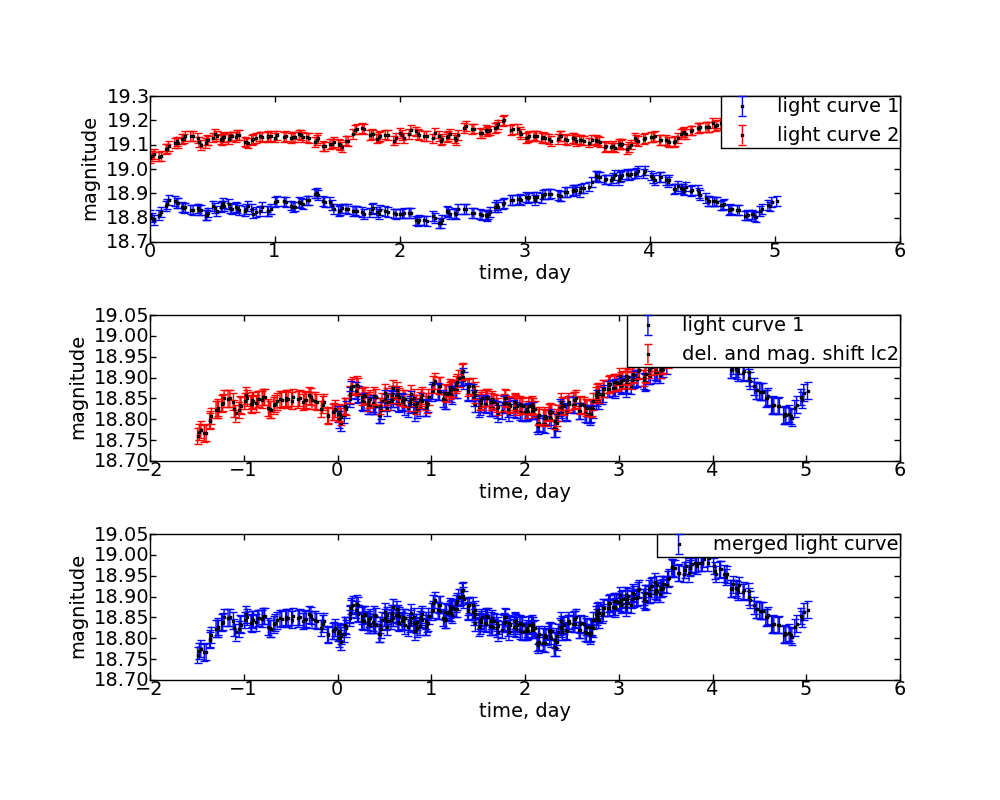 19.3
19.2
19.1
19.0
18.9
18.8
18.7
magnitude
light curve 1
light curve 2
0 1 2 3 4 5 6
time, day
19.05
19.00
18.95
18.90
18.85
18.80
18.75
18.70
magnitude
light curve 1
del. and mag. shift lc2
−2 −1 0 1 2 3 4 5 6
time, day
19.05
19.00
18.95
18.90
18.85
18.80
18.75
18.70
magnitude
merged light curve
−2 −1 0 1 2 3 4 5 6
time, day